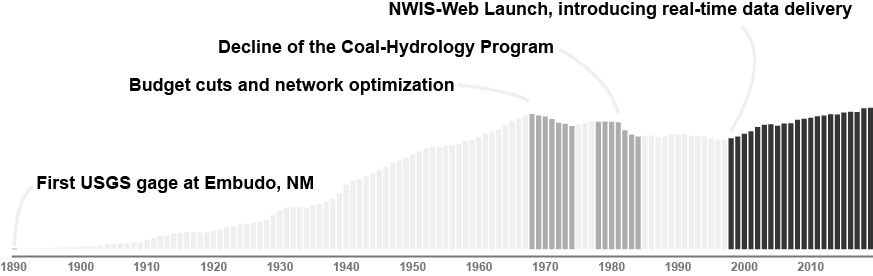 NWIS-Web Launch, introducing real-time data delivery
Decline of the Coal-Hydrology Program
Budget cuts and network optimization
First USGS gage at Embudo, NM
1890 1900 1910 1920 1930 1940 1950 1960 1970 1980 1990 2000 2010